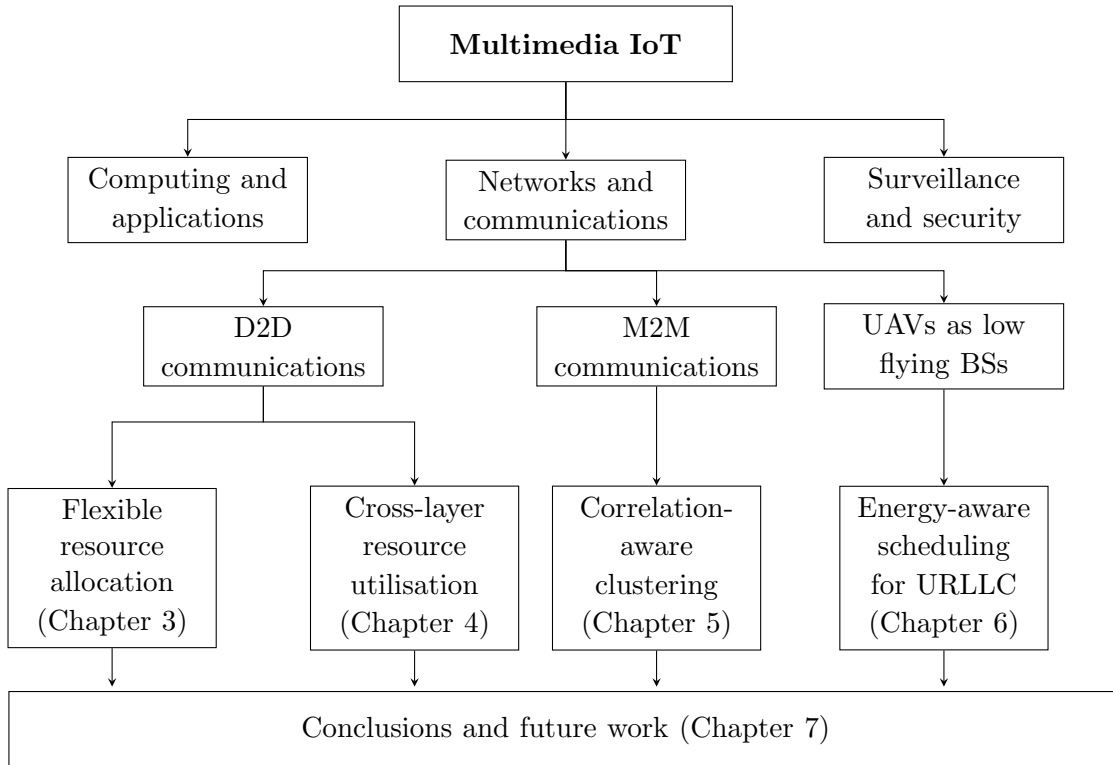 Multimedia IoT
Computing and
applications
Networks and
communications
Surveillance
and security
D2D
communications
M2M
communications
UAVs as low
flying BSs
Flexible
resource
allocation
(Chapter 3)
Cross-layer
resource
utilisation
(Chapter 4)
Correlation-
aware
clustering
(Chapter 5)
Energy-aware
scheduling
for URLLC
(Chapter 6)
Conclusions and future work (Chapter 7)